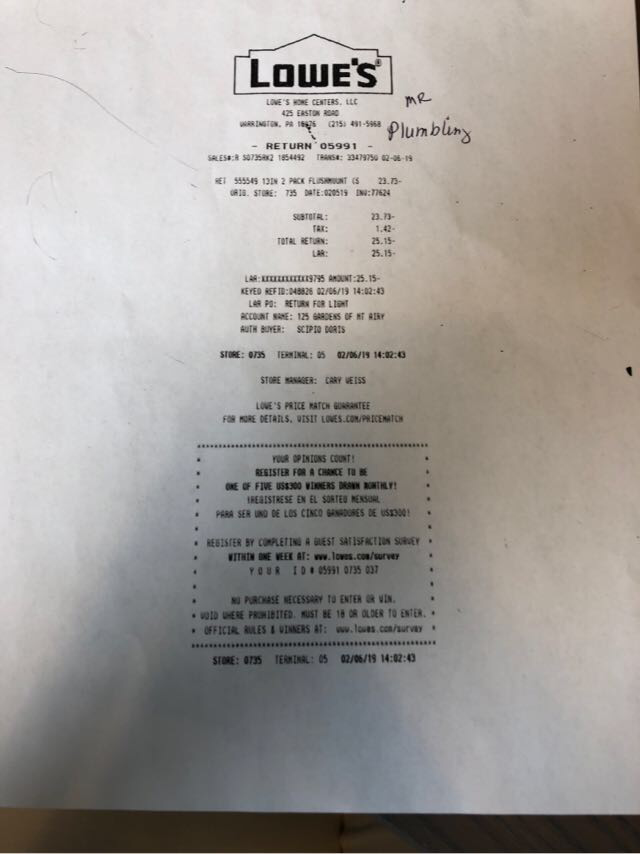 LOWE'S®
LOWE'S HOME CENTERS, LLC
425 EASTON ROAD
WARRINGTON, PA 18976 (215) 491-5968
MR
Plumbling
- RETURN 05991 -
SALES#:R S0735RK2 1854492 TRANS#: 33479750 02-06-19
RET 555549 13IN 2 PACK FLUSHMOUNT (S 23.73-
ORIG. STORE: 735 DATE:020519 INV:77624
SUBTOTAL: 23.73-
TAX: 1.42-
TOTAL RETURN: 25.15-
LAR: 25.15-
LAR:XXXXXXXXXXXX9795 AMOUNT:25.15-
KEYED REFID:048826 02/06/19 14:02:43
LAR PO: RETURN FOR LIGHT
ACCOUNT NAME: 125 GARDENS OF MT AIRY
AUTH BUYER: SCIPIO DORIS
STORE: 0735 TERMINAL: 05 02/06/19 14:02:43
STORE MANAGER: CARY WEISS
LOWE'S PRICE MATCH GUARANTEE
FOR MORE DETAILS, VISIT LOWES.COM/PRICEMATCH
YOUR OPINIONS COUNT!
REGISTER FOR A CHANCE TO BE
ONE OF FIVE US$300 WINNERS DRAWN MONTHLY!
!REGISTRESE EN EL SORTEO MENSUAL
PARA SER UNO DE LOS CINCO GANADORES DE US$300!
REGISTER BY COMPLETING A GUEST SATISFACTION SURVEY
WITHIN ONE WEEK AT: www.lowes.com/survey
YOUR ID # 05991 0735 037
NO PURCHASE NECESSARY TO ENTER OR WIN.
VOID WHERE PROHIBITED. MUST BE 18 OR OLDER TO ENTER.
OFFICIAL RULES & WINNERS AT: www.lowes.com/survey
STORE: 0735 TERMINAL: 05 02/06/19 14:02:43